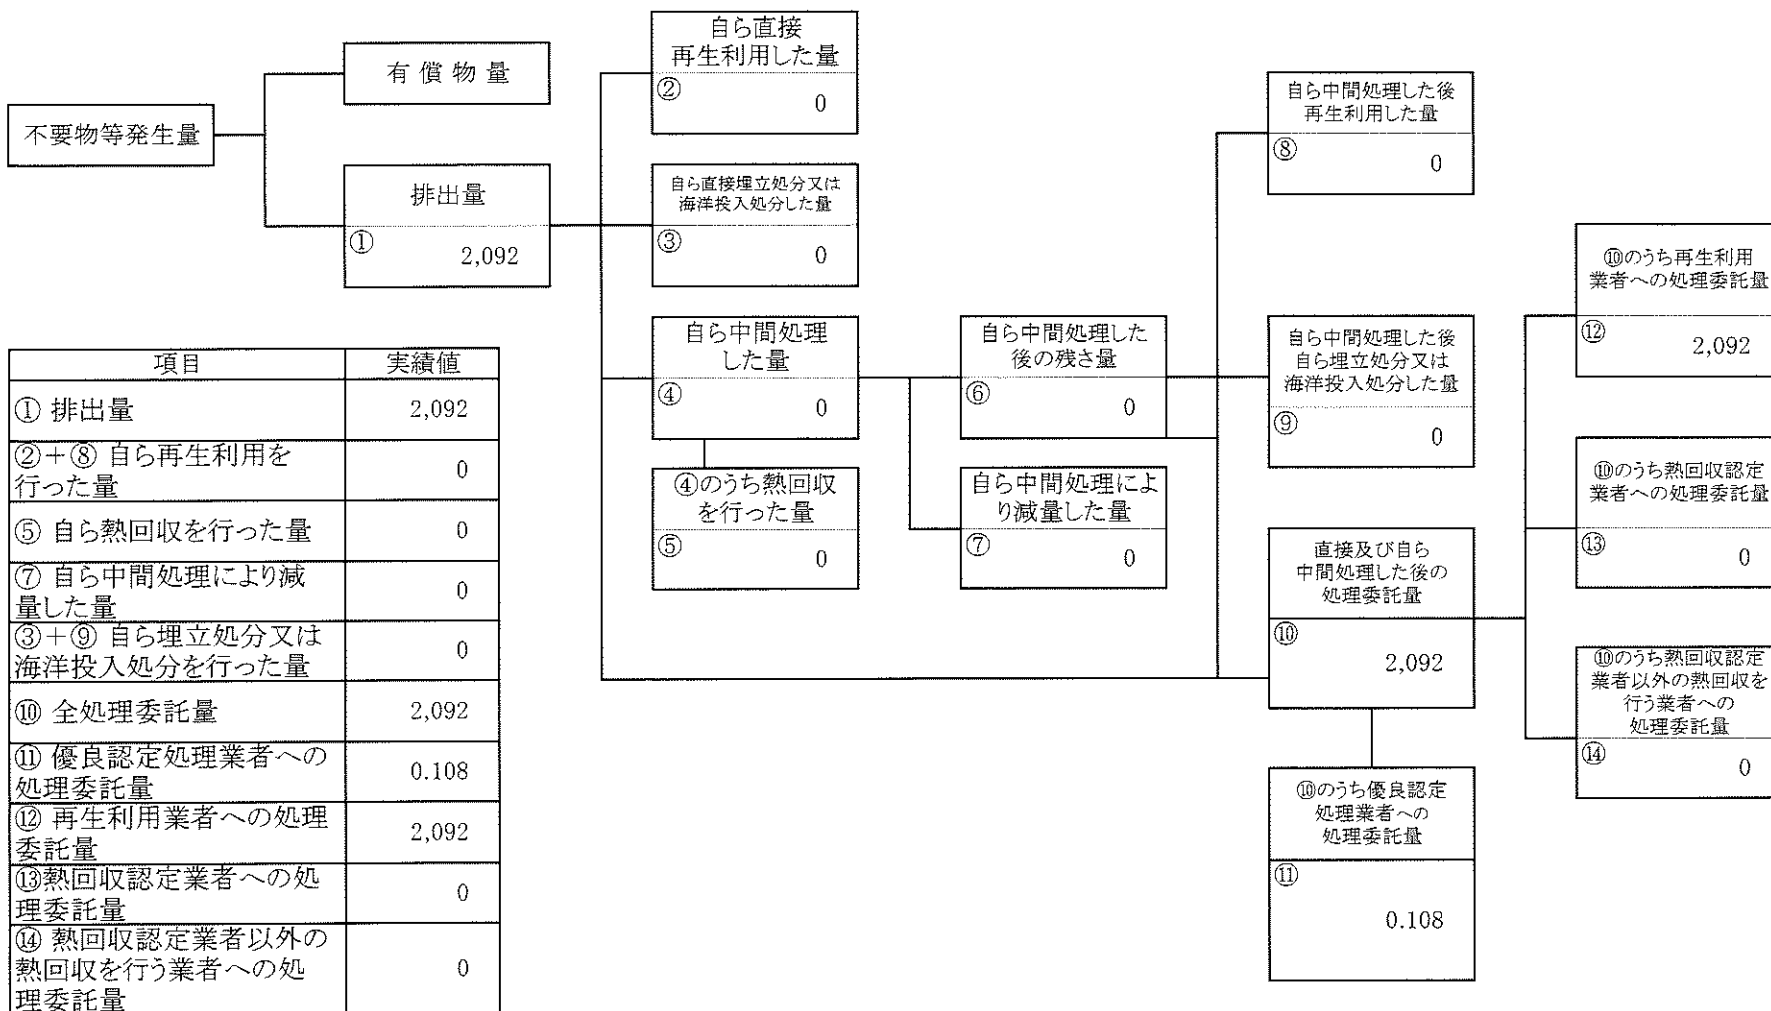 不要物等発生量
有償物量
排出量
①
2,092
自ら直接
再生利用した量
②
0
自ら直接埋立処分又は
海洋投入処分した量
③
0
自ら中間処理
した量
④
0
④のうち熱回収
を行った量
⑤
0
自ら中間処理した
後の残さ量
⑥
0
自ら中間処理によ
り減量した量
⑦
0
自ら中間処理した後
再生利用した量
⑧
0
自ら中間処理した後
自ら埋立処分又は
海洋投入処分した量
⑨
0
直接及び自ら
中間処理した後の
処理委託量
⑩
2,092
⑩のうち優良認定
処理業者への
処理委託量
⑪
0.108
⑩のうち再生利用
業者への処理委託量
⑫
2,092
⑩のうち熱回収認定
業者への処理委託量
⑬
0
⑩のうち熱回収認定
業者以外の熱回収を
行う業者への
処理委託量
⑭
0
項目 実績値
① 排出量 2,092
②+⑧ 自ら再生利用を
行った量 0
⑤ 自ら熱回収を行った量 0
⑦ 自ら中間処理により減
量した量 0
③+⑨ 自ら埋立処分又は
海洋投入処分を行った量 0
⑩ 全処理委託量 2,092
⑪ 優良認定処理業者への
処理委託量 0.108
⑫ 再生利用業者への処理
委託量 2,092
⑬熱回収認定業者への処
理委託量 0
⑭ 熱回収認定業者以外の
熱回収を行う業者への処
理委託量 0